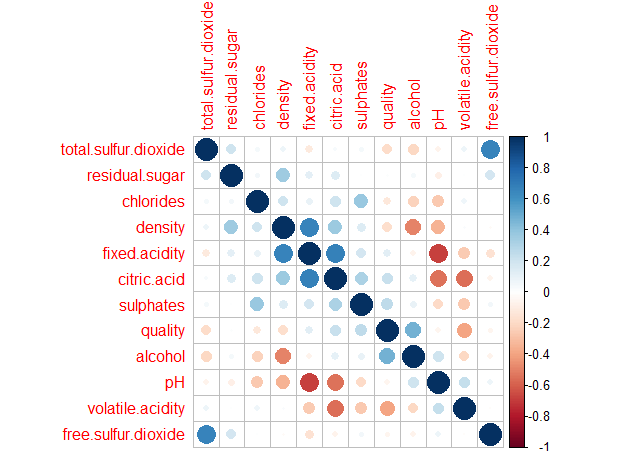 total.sulfur.dioxide
residual.sugar
chlorides
density
fixed.acidity
citric.acid
sulphates
quality
alcohol
pH
volatile.acidity
free.sulfur.dioxide
total.sulfur.dioxide
residual.sugar
chlorides
density
fixed.acidity
citric.acid
sulphates
quality
alcohol
pH
volatile.acidity
free.sulfur.dioxide
1
0.8
0.6
0.4
0.2
0
-0.2
-0.4
-0.6
-0.8
-1